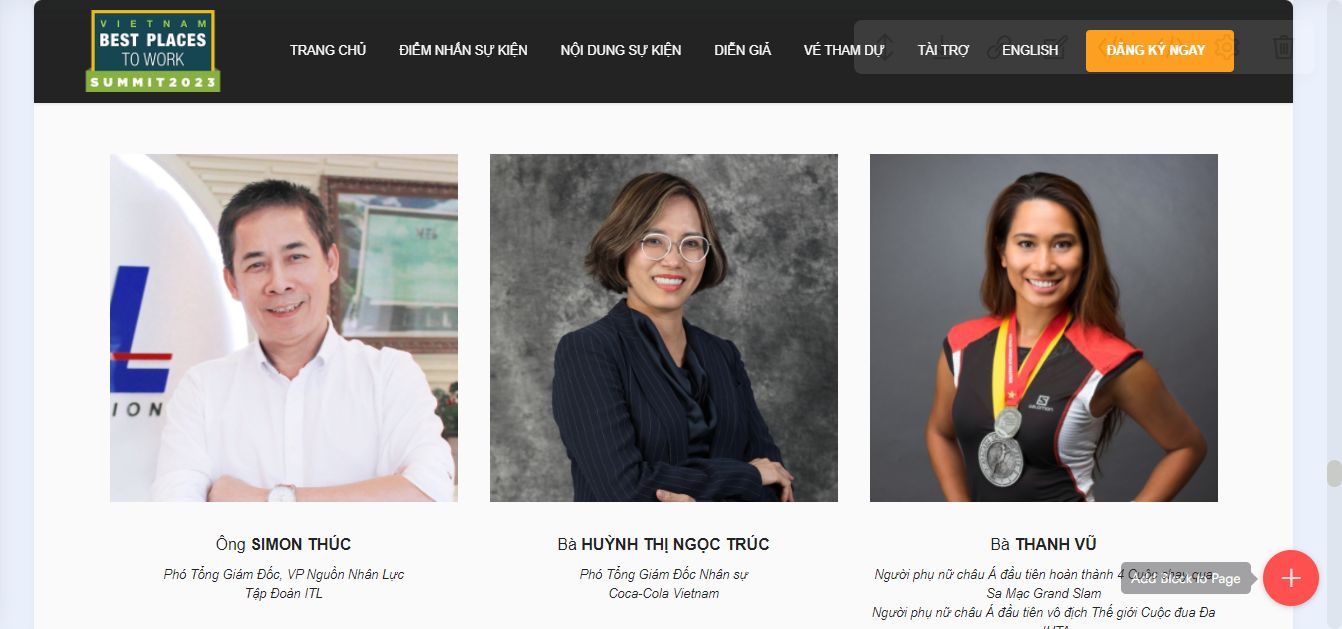 VIETNAM
BEST PLACES
TO WORK
SUMMIT2023
TRANG CHỦ
ĐIỂM NHẤN SỰ KIỆN
NỘI DUNG SỰ KIỆN
DIỄN GIẢ
VÉ THAM DỰ
TÀI TRỢ
ENGLISH
ĐĂNG KÝ NGAY
L
ION
salomon
Ông SIMON THÚC
Phó Tổng Giám Đốc, VP Nguồn Nhân Lực
Tập Đoàn ITL
Bà HUỲNH THỊ NGỌC TRÚC
Phó Tổng Giám Đốc Nhân sự
Coca-Cola Vietnam
Bà THANH VŨ
Người phụ nữ châu Á đầu tiên hoàn thành 4 Cuộc chạy qua
Sa Mạc Grand Slam
Người phụ nữ châu Á đầu tiên vô địch Thế giới Cuộc đua Đa
Add Block to Page